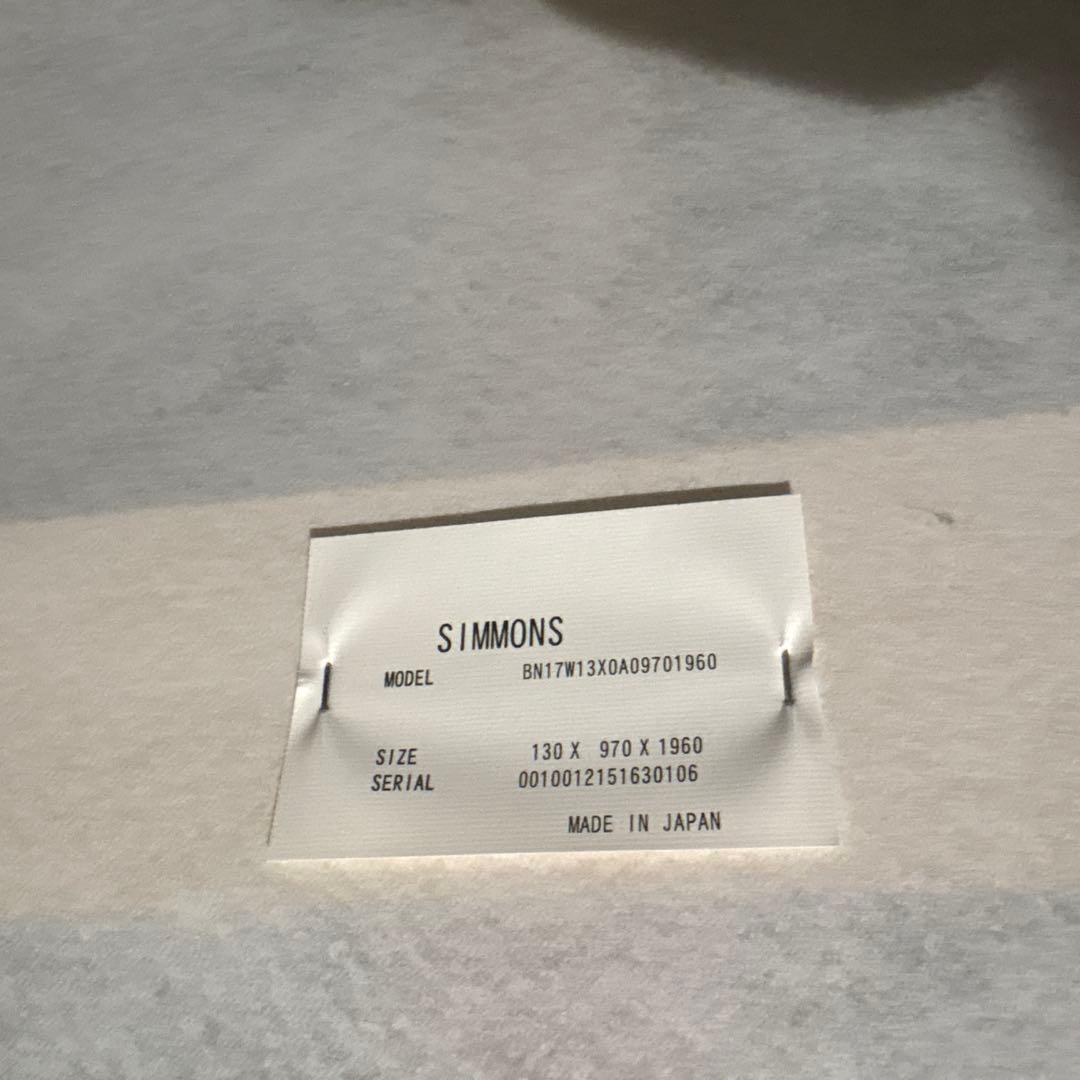 SIMMONS
MODEL BN17W13X0A09701960
SIZE 130 X 970 X 1960
SERIAL 0010012151630106
MADE IN JAPAN